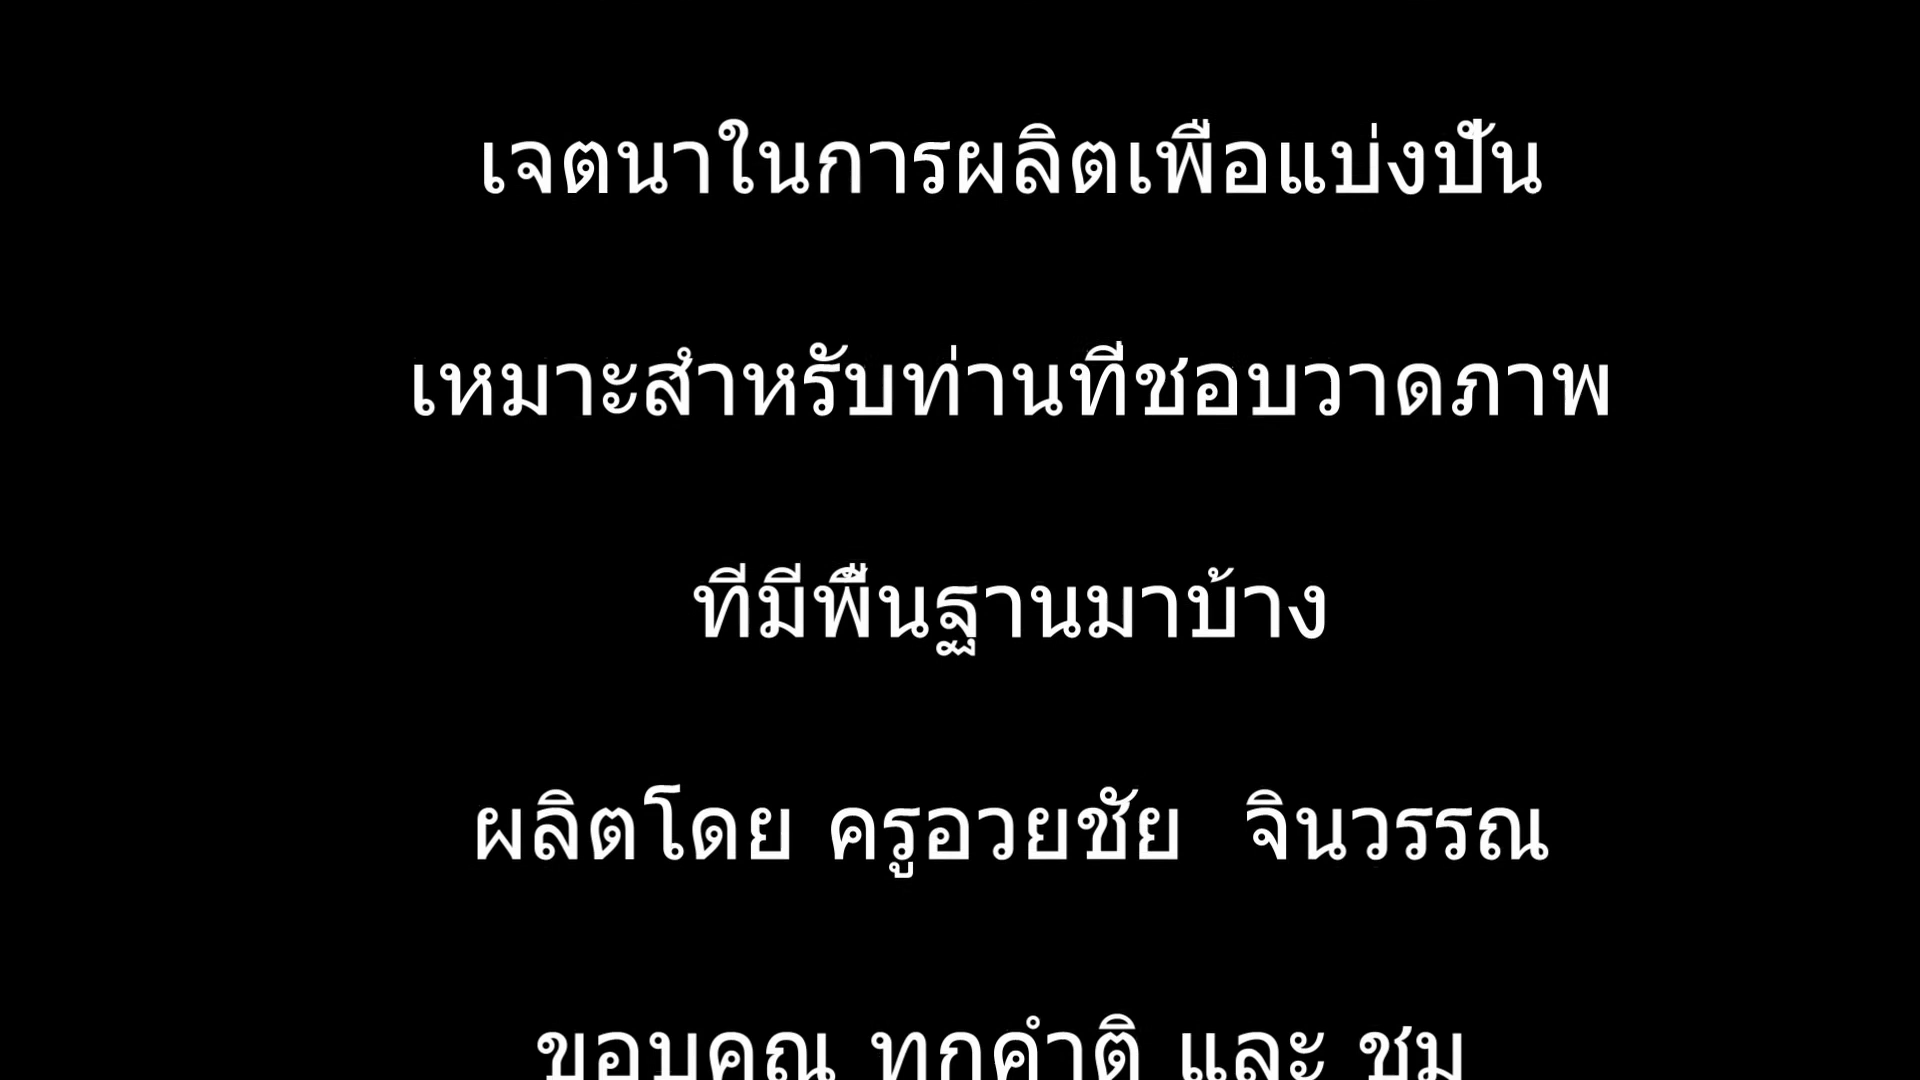 เจตนาในการผลิตเพื่อแบ่งปัน
เหมาะสำหรับท่านที่ชอบวาดภาพ
ที่มีพื้นฐานมาบ้าง
ผลิตโดย ครูอวยชัย  จินวรรณ
ขอบคุณ ทุกคำติ และ ชม